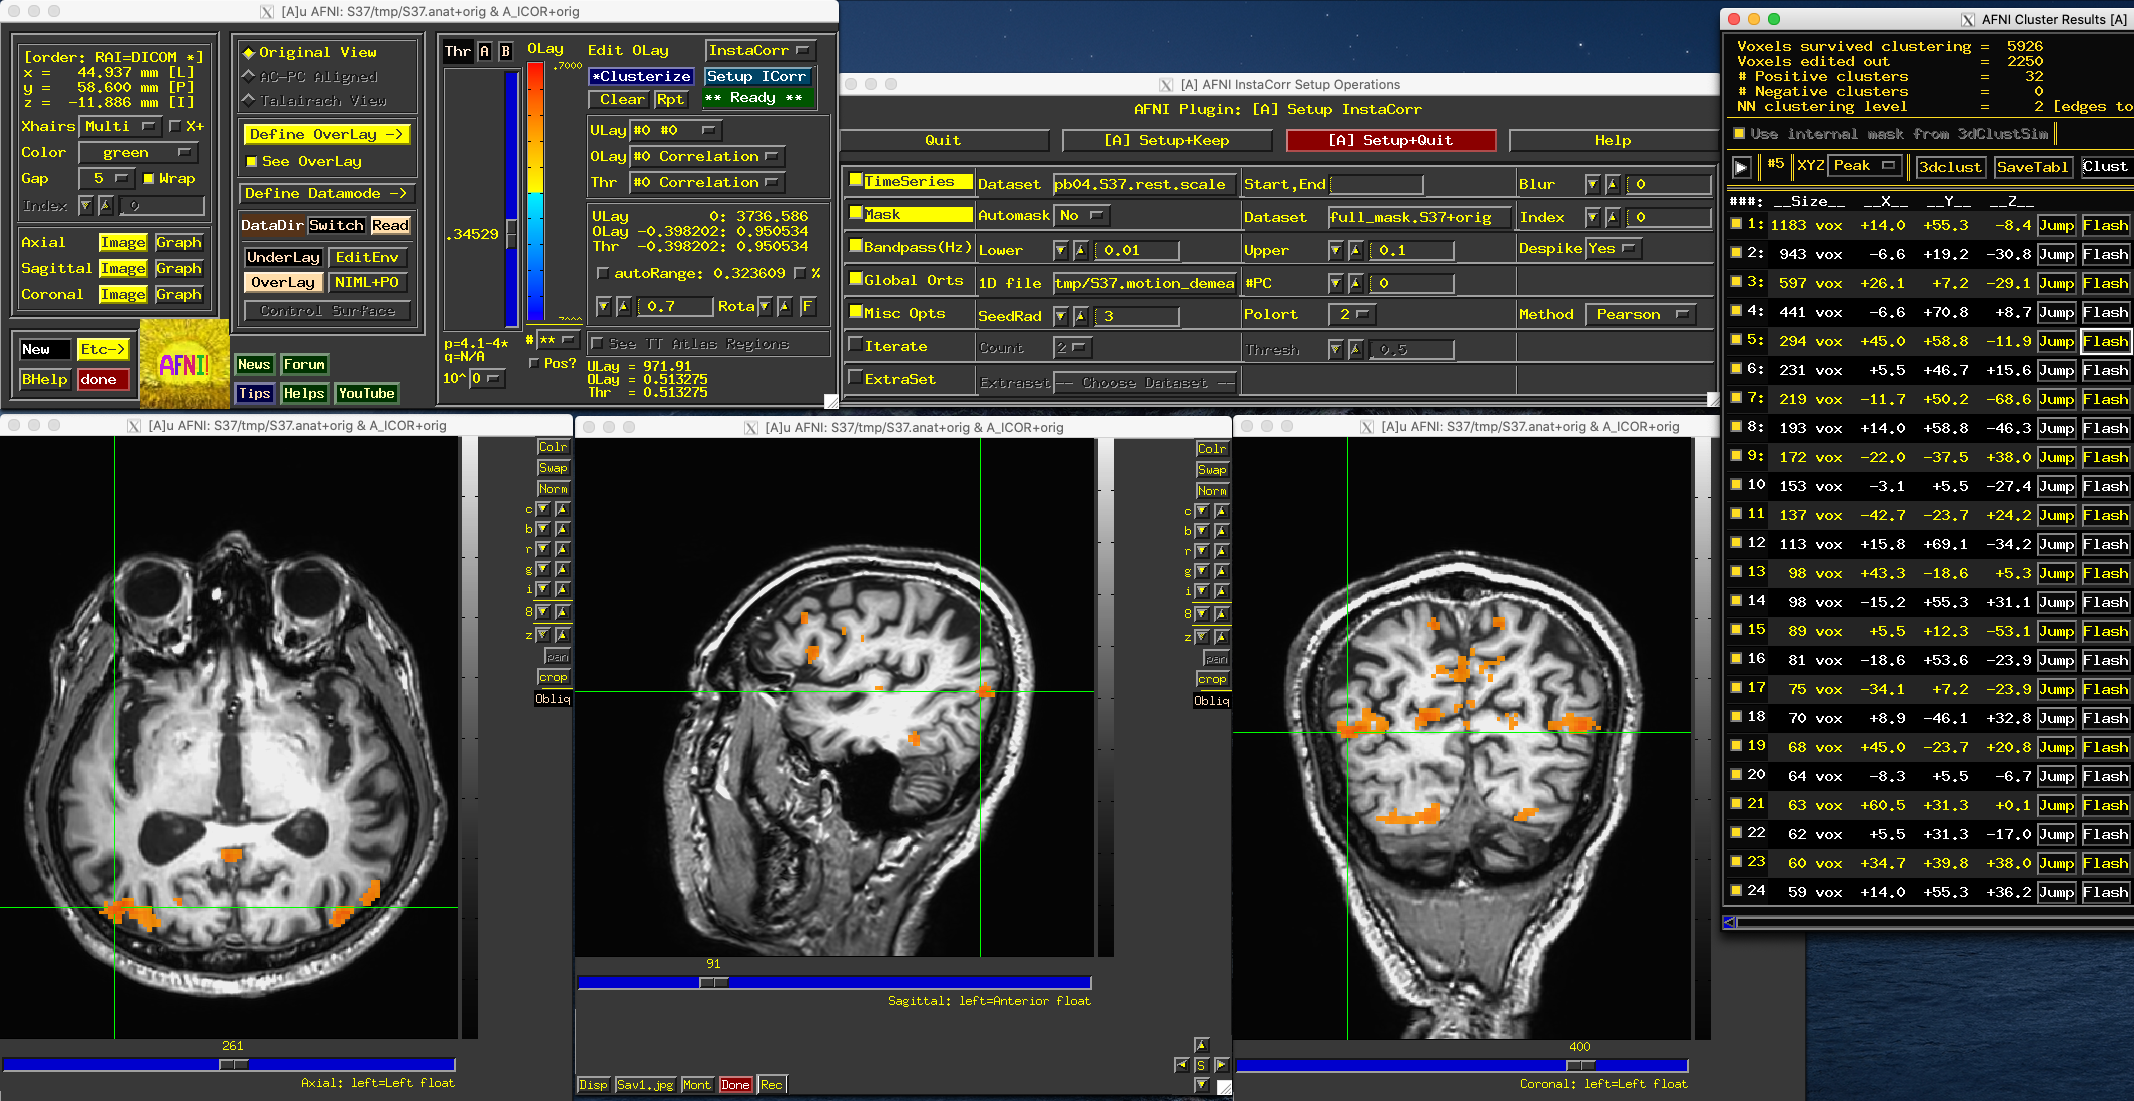 [A]u AFNI: S37/tmp/S37.anat+orig & A_ICOR+orig
[order: RAI=DICOM *]
x = 44.937 mm [L]
y = 58.600 mm [P]
z = -11.886 mm [I]
Xhairs Multi X+
Color green
Gap 5 Wrap
Index 0
Axial Image Graph
Sagittal Image Graph
Coronal Image Graph
New Etc->
BHelp done
AFNI!
Original View
AC-PC Aligned
Talairach View
Define OverLay ->
See OverLay
Define Datamode ->
DataDir Switch Read
UnderLay EditEnv
OverLay NIML+PO
Control Surface
News Forum
Tips Helps YouTube
Thr A B OLay
.7000
.34529
p=4.1-4*
q=N/A
10^ 0
# **
Pos?
Edit OLay InstaCorr
*Clusterize Setup ICorr
Clear Rpt ** Ready **
ULay #0 #0
OLay #0 Correlation
Thr #0 Correlation
ULay 0: 3736.586
OLay -0.398202: 0.950534
Thr -0.398202: 0.950534
autoRange: 0.323609 %
0.7 Rota F
See TT Atlas Regions
ULay = 971.91
OLay = 0.513275
Thr = 0.513275
[A] AFNI InstaCorr Setup Operations
AFNI Plugin: [A] Setup InstaCorr
Quit [A] Setup+Keep [A] Setup+Quit Help
TimeSeries Dataset pb04.S37.rest.scale Start,End Blur 0
Mask Automask No Dataset full_mask.S37+orig Index 0
Bandpass(Hz) Lower 0.01 Upper 0.1 Despike Yes
Global Orts 1D file tmp/S37.motion_demea #PC 0
Misc Opts SeedRad 3 Polort 2 Method Pearson
Iterate Count 2 Thresh 0.5
ExtraSet Extraset -- Choose Dataset --
AFNI Cluster Results [A]
Voxels survived clustering = 5926
Voxels edited out = 2250
# Positive clusters = 32
# Negative clusters = 0
NN clustering level = 2 [edges to
Use internal mask from 3dClustSim
#5 XYZ Peak 3dclust SaveTabl Clust
###: __Size__ __X__ __Y__ __Z__
1: 1183 vox +14.0 +55.3 -8.4 Jump Flash
2: 943 vox -6.6 +19.2 -30.8 Jump Flash
3: 597 vox +26.1 +7.2 -29.1 Jump Flash
4: 441 vox -6.6 +70.8 +8.7 Jump Flash
5: 294 vox +45.0 +58.8 -11.9 Jump Flash
6: 231 vox +5.5 +46.7 +15.6 Jump Flash
7: 219 vox -11.7 +50.2 -68.6 Jump Flash
8: 193 vox +14.0 +58.8 -46.3 Jump Flash
9: 172 vox -22.0 -37.5 +38.0 Jump Flash
10 153 vox -3.1 +5.5 -27.4 Jump Flash
11 137 vox -42.7 -23.7 +24.2 Jump Flash
12 113 vox +15.8 +69.1 -34.2 Jump Flash
13 98 vox +43.3 -18.6 +5.3 Jump Flash
14 98 vox -15.2 +55.3 +31.1 Jump Flash
15 89 vox +5.5 +12.3 -53.1 Jump Flash
16 81 vox -18.6 +53.6 -23.9 Jump Flash
17 75 vox -34.1 +7.2 -23.9 Jump Flash
18 70 vox +8.9 -46.1 +32.8 Jump Flash
19 68 vox +45.0 -23.7 +20.8 Jump Flash
20 64 vox -8.3 +5.5 -6.7 Jump Flash
21 63 vox +60.5 +31.3 +0.1 Jump Flash
22 62 vox +5.5 +31.3 -17.0 Jump Flash
23 60 vox +34.7 +39.8 +38.0 Jump Flash
24 59 vox +14.0 +55.3 +36.2 Jump Flash
[A]u AFNI: S37/tmp/S37.anat+orig & A_ICOR+orig
Colr
Swap
Norm
c
b
r
g
i
8
z
pan
crop
Obliq
261
Axial: left=Left float
[A]u AFNI: S37/tmp/S37.anat+orig & A_ICOR+orig
Colr
Swap
Norm
c
b
r
g
i
8
z
pan
crop
Obliq
91
Sagittal: left=Anterior float
S
Disp Sav1.jpg Mont Done Rec
[A]u AFNI: S37/tmp/S37.anat+orig & A_ICOR+orig
400
Coronal: left=Left float